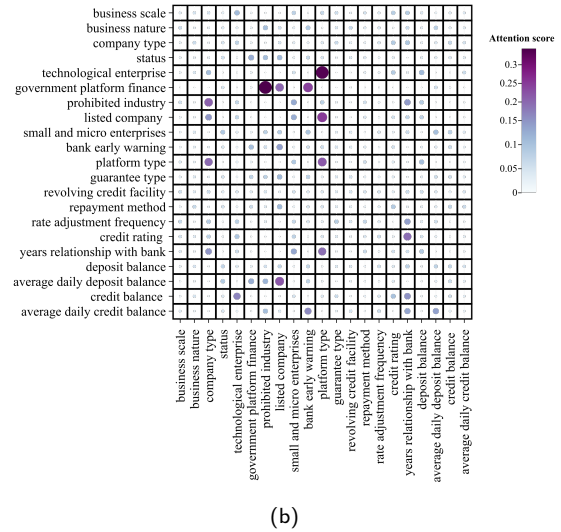 business scale
business nature
company type
status
technological enterprise
government platform finance
prohibited industry
listed company
small and micro enterprises
bank early warning
platform type
guarantee type
revolving credit facility
repayment method
rate adjustment frequency
credit rating
years relationship with bank
deposit balance
average daily deposit balance
credit balance
average daily credit balance
Attention score
0.3
0.25
0.2
0.15
0.1
0.05
0
business scale
business nature
company type
status
technological enterprise
government platform finance
prohibited industry
listed company
small and micro enterprises
bank early warning
platform type
guarantee type
revolving credit facility
repayment method
rate adjustment frequency
credit rating
years relationship with bank
deposit balance
average daily deposit balance
credit balance
average daily credit balance
(b)